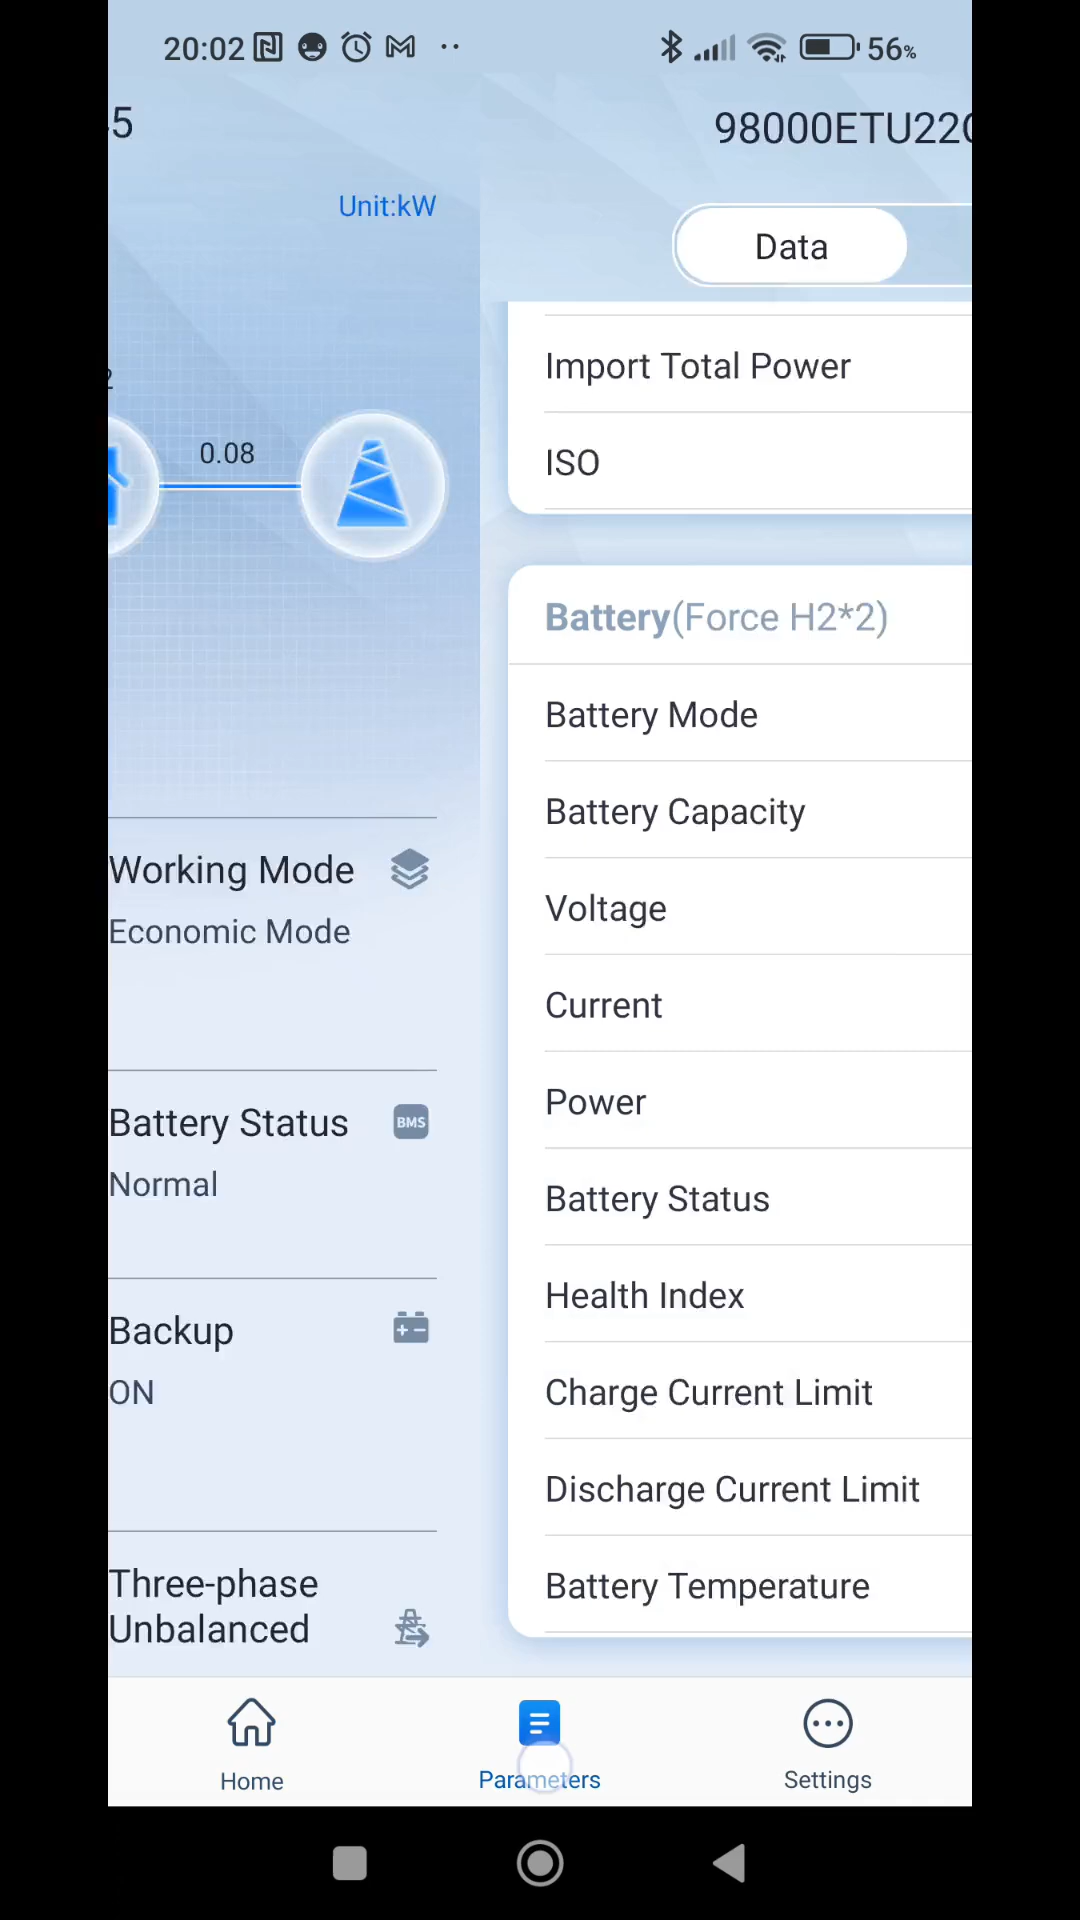 20:02
56%
98000ETU22
Unit:kW
Data
0.08
Import Total Power
ISO
Battery(Force H2*2)
Battery Mode
Battery Capacity
Voltage
Current
Power
Battery Status
Health Index
Charge Current Limit
Discharge Current Limit
Battery Temperature
Working Mode
Economic Mode
Battery Status
BMS
Normal
Backup
ON
Three-phase
Unbalanced
Home
Parameters
Settings